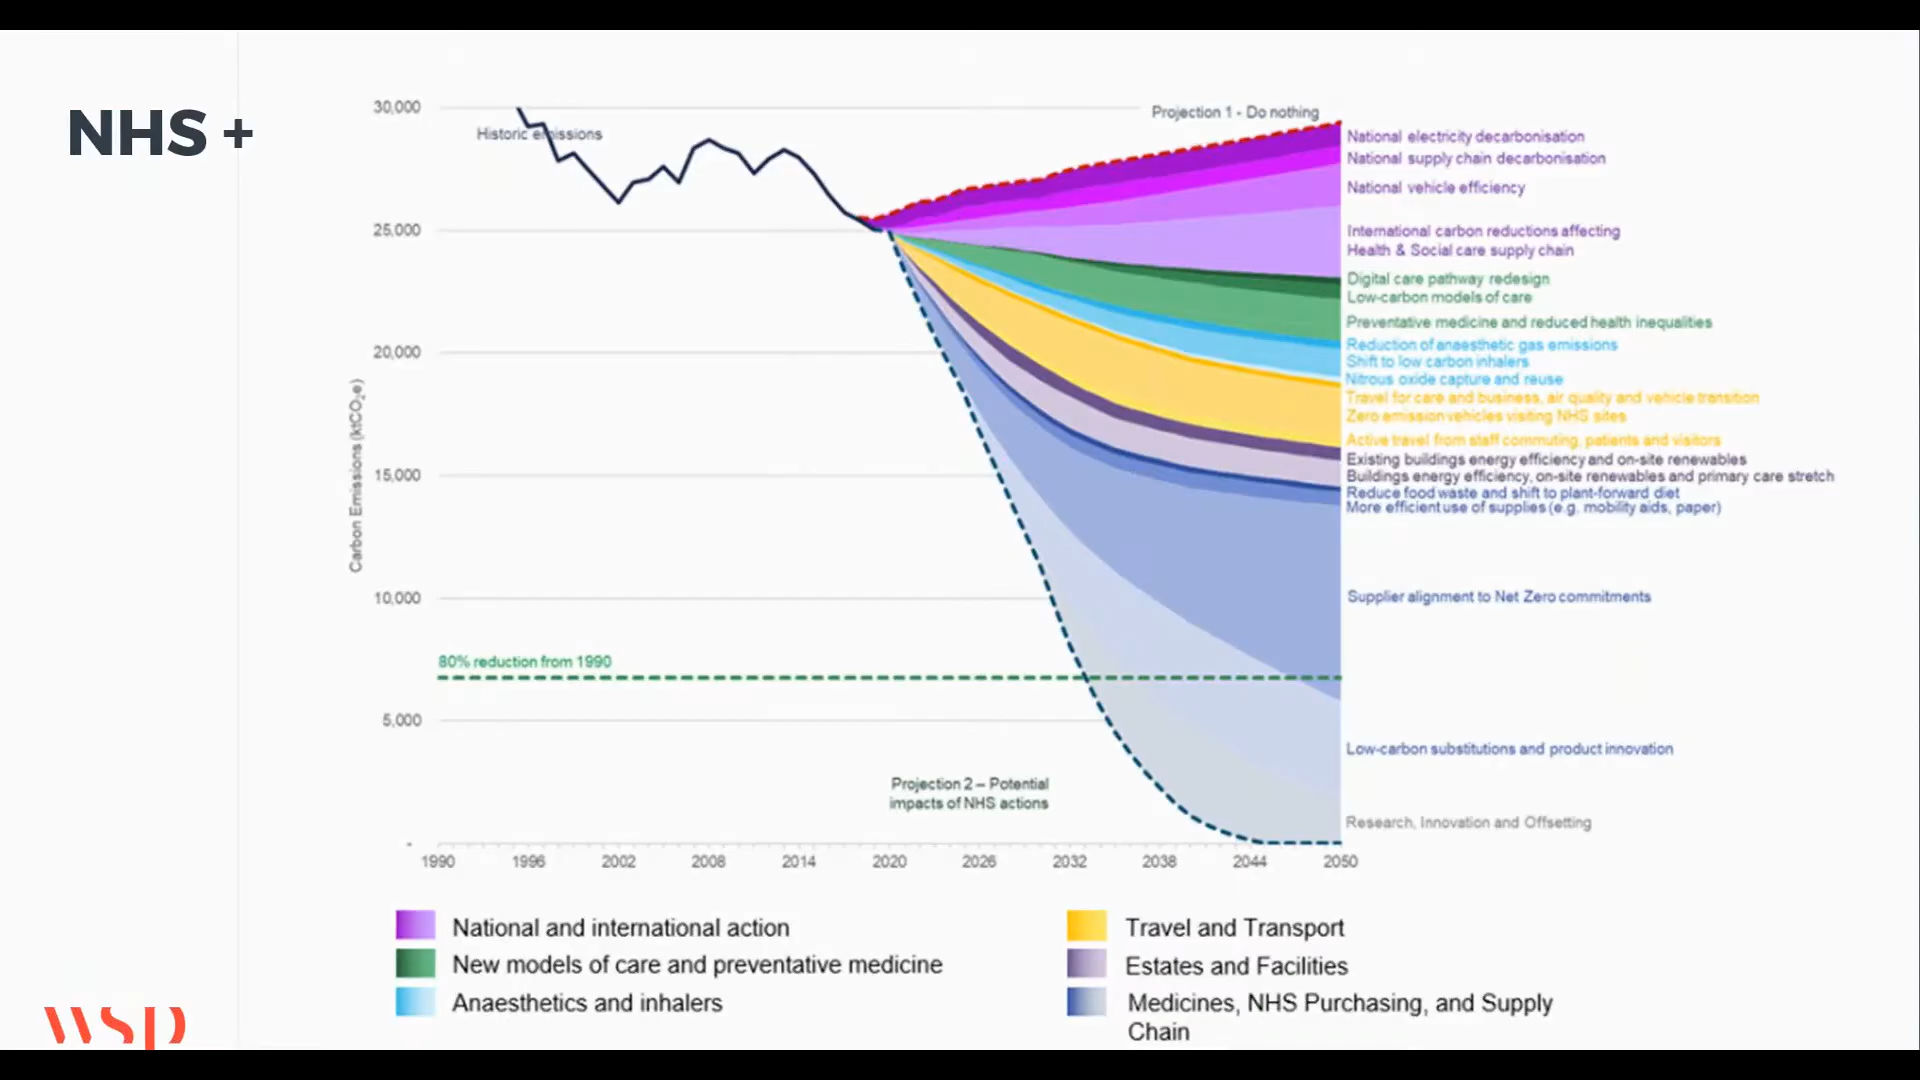 NHS +
30,000
25,000
20,000
15,000
10,000
5,000
-
Carbon Emissions (ktCO₂e)
Historic emissions
Projection 1 - Do nothing
National electricity decarbonisation
National supply chain decarbonisation
National vehicle efficiency
International carbon reductions affecting
Health & Social care supply chain
Digital care pathway redesign
Low-carbon models of care
Preventative medicine and reduced health inequalities
Reduction of anaesthetic gas emissions
Shift to low carbon inhalers
Nitrous oxide capture and reuse
Travel for care and business, air quality and vehicle transition
Zero emission vehicles visiting NHS sites
Active travel from staff commuting, patients and visitors
Existing buildings energy efficiency and on-site renewables
Buildings energy efficiency, on-site renewables and primary care stretch
Reduce food waste and shift to plant-forward diet
More efficient use of supplies (e.g. mobility aids, paper)
Supplier alignment to Net Zero commitments
80% reduction from 1990
Low-carbon substitutions and product innovation
Projection 2 – Potential
impacts of NHS actions
Research, Innovation and Offsetting
1990 1996 2002 2008 2014 2020 2026 2032 2038 2044 2050
National and international action
New models of care and preventative medicine
Anaesthetics and inhalers
Travel and Transport
Estates and Facilities
Medicines, NHS Purchasing, and Supply
Chain
WSP